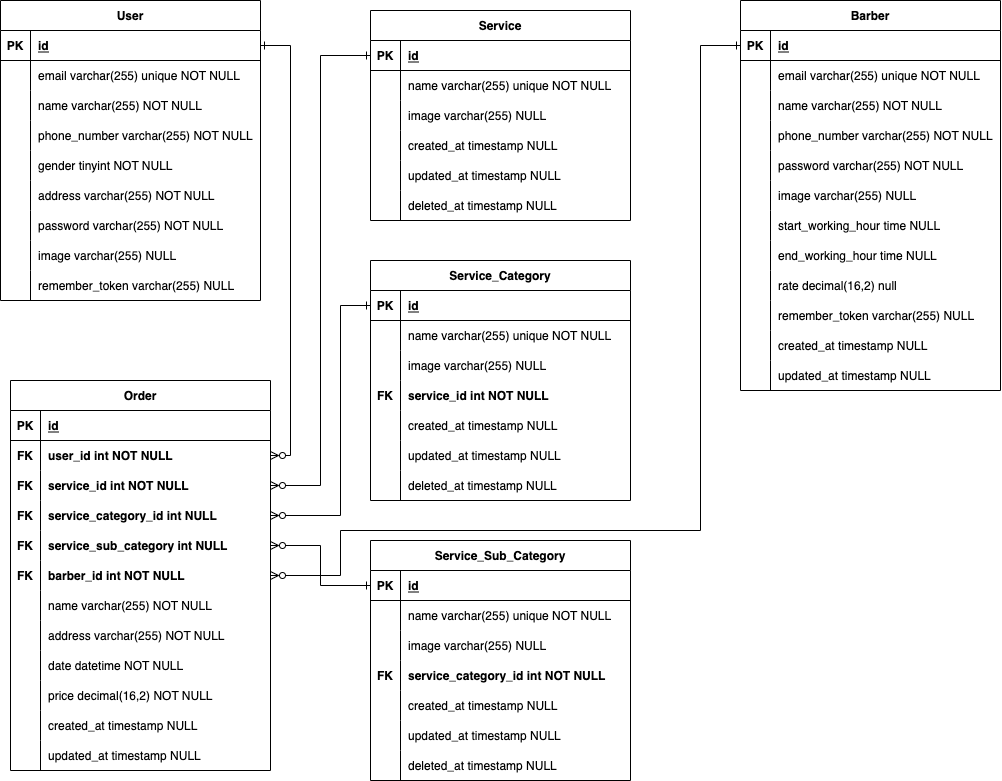 User
PK id
email varchar(255) unique NOT NULL
name varchar(255) NOT NULL
phone_number varchar(255) NOT NULL
gender tinyint NOT NULL
address varchar(255) NOT NULL
password varchar(255) NOT NULL
image varchar(255) NULL
remember_token varchar(255) NULL
Service
PK id
name varchar(255) unique NOT NULL
image varchar(255) NULL
created_at timestamp NULL
updated_at timestamp NULL
deleted_at timestamp NULL
Barber
PK id
email varchar(255) unique NOT NULL
name varchar(255) NOT NULL
phone_number varchar(255) NOT NULL
password varchar(255) NOT NULL
image varchar(255) NULL
start_working_hour time NULL
end_working_hour time NULL
rate decimal(16,2) null
remember_token varchar(255) NULL
created_at timestamp NULL
updated_at timestamp NULL
Service_Category
PK id
name varchar(255) unique NOT NULL
image varchar(255) NULL
FK service_id int NOT NULL
created_at timestamp NULL
updated_at timestamp NULL
deleted_at timestamp NULL
Order
PK id
FK user_id int NOT NULL
FK service_id int NOT NULL
FK service_category_id int NULL
FK service_sub_category int NULL
FK barber_id int NOT NULL
name varchar(255) NOT NULL
address varchar(255) NOT NULL
date datetime NOT NULL
price decimal(16,2) NOT NULL
created_at timestamp NULL
updated_at timestamp NULL
Service_Sub_Category
PK id
name varchar(255) unique NOT NULL
image varchar(255) NULL
FK service_category_id int NOT NULL
created_at timestamp NULL
updated_at timestamp NULL
deleted_at timestamp NULL